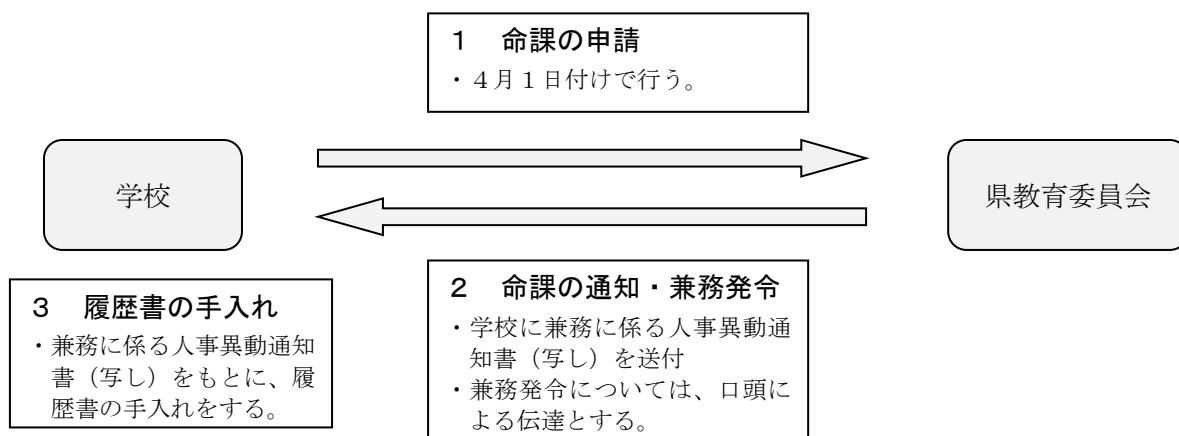 １　命課の申請
・４月１日付けで行う。
学校
県教育委員会
２　命課の通知・兼務発令
・学校に兼務に係る人事異動通
知書（写し）を送付
・兼務発令については、口頭に
よる伝達とする。
３　履歴書の手入れ
・兼務に係る人事異動通知
書（写し）をもとに、履
歴書の手入れをする。